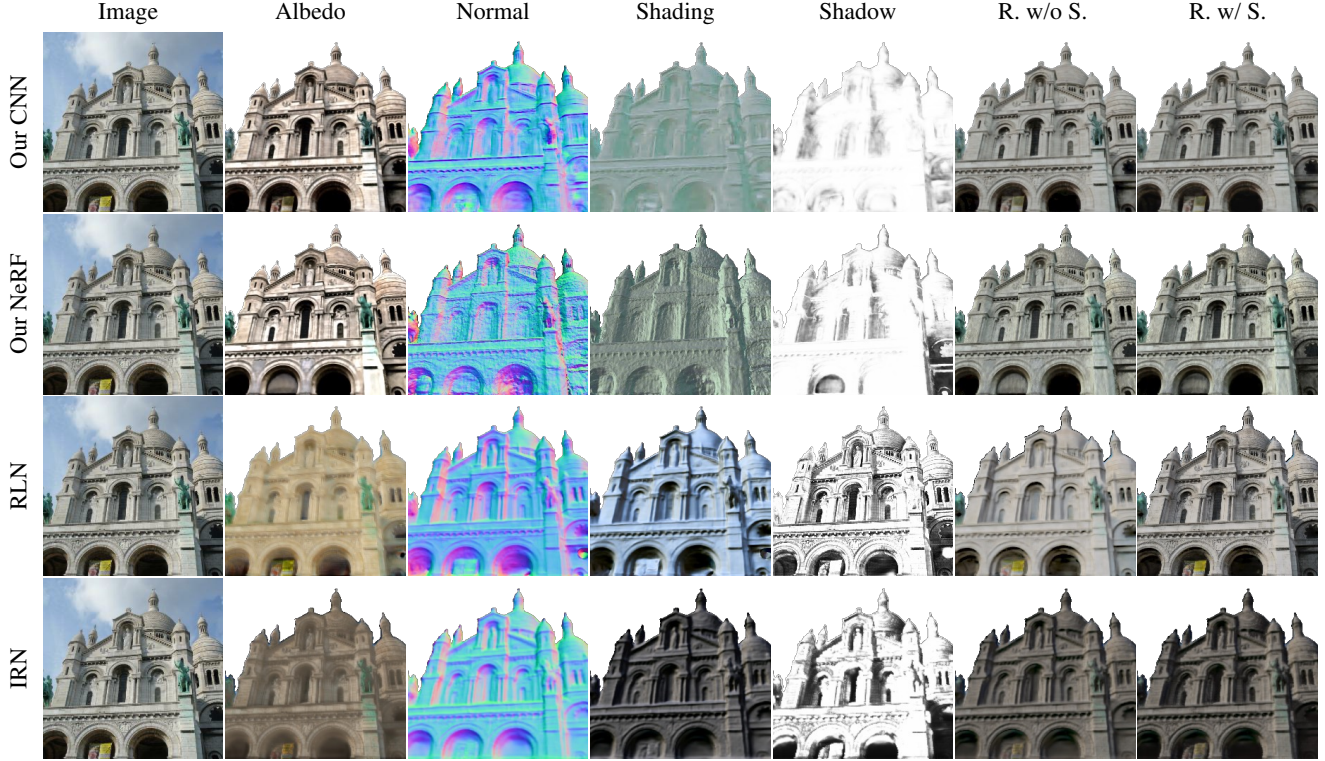 Image Albedo Normal Shading Shadow R. w/o S. R. w/ S.
Our CNN
Our NeRF
RLN
IRN